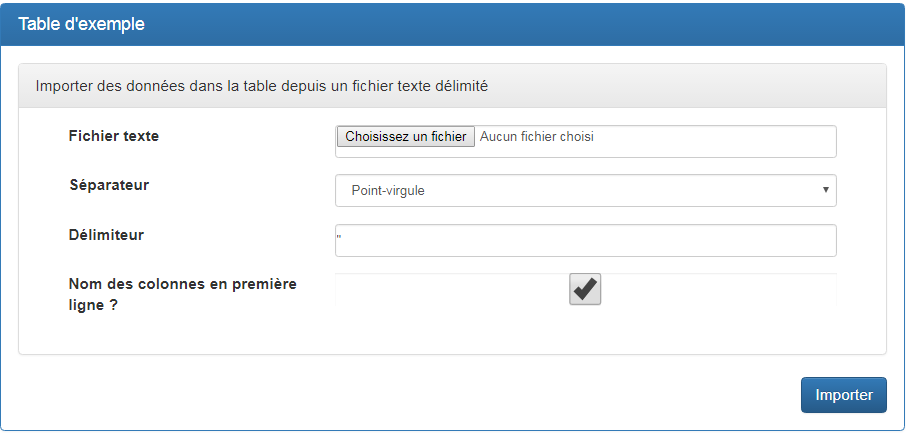 Table d'exemple
Importer des données dans la table depuis un fichier texte délimité
Fichier texte
Choisissez un fichier Aucun fichier choisi
Séparateur
Point-virgule
Délimiteur
"
Nom des colonnes en première
ligne ?
Importer